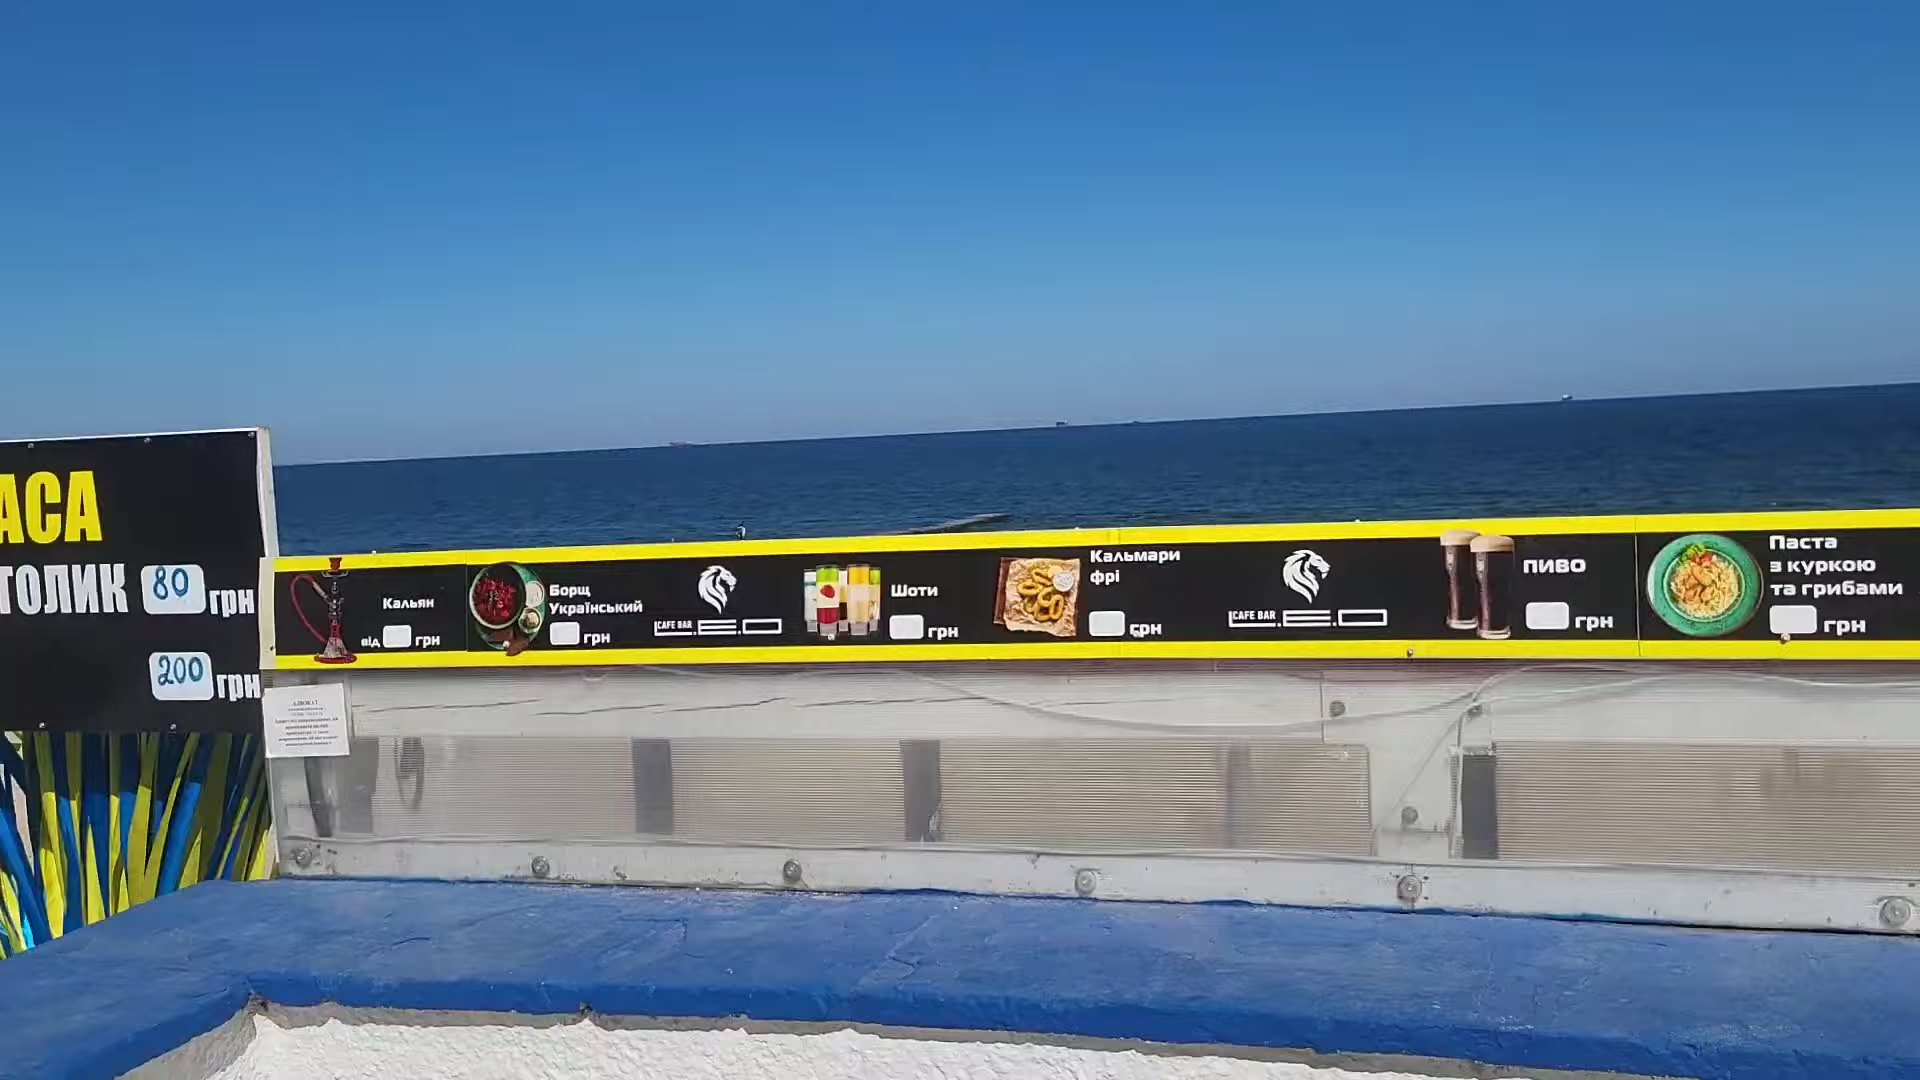 АСА
ТОЛИК 80 грн
200 грн
Кальян
від грн
Борщ
Український
грн
CAFE BAR L.E.O
Шоти
грн
Кальмари
фрі
грн
CAFE BAR L.E.O
ПИВО
грн
Паста
з куркою
та грибами
грн
АДВОКАТ